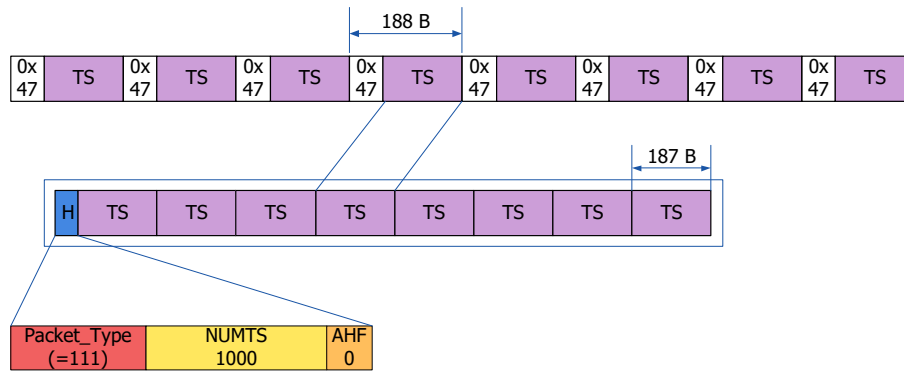 188 B
0x 47 TS 0x 47 TS 0x 47 TS 0x 47 TS 0x 47 TS 0x 47 TS 0x 47 TS 0x 47 TS
187 B
H TS TS TS TS TS TS TS TS
Packet_Type NUMTS AHF
(=111) 1000 0